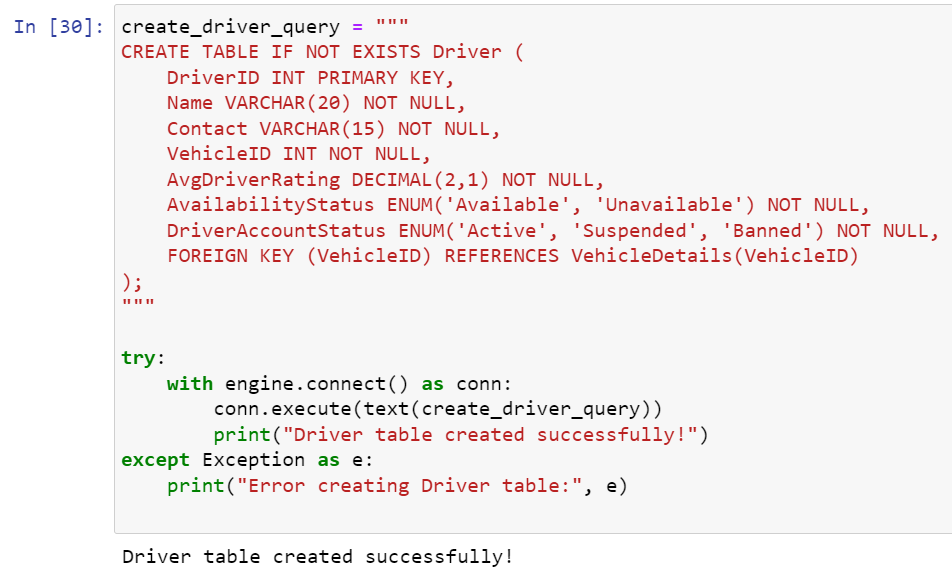 In [30]: create_driver_query = """
CREATE TABLE IF NOT EXISTS Driver (
    DriverID INT PRIMARY KEY,
    Name VARCHAR(20) NOT NULL,
    Contact VARCHAR(15) NOT NULL,
    VehicleID INT NOT NULL,
    AvgDriverRating DECIMAL(2,1) NOT NULL,
    AvailabilityStatus ENUM('Available', 'Unavailable') NOT NULL,
    DriverAccountStatus ENUM('Active', 'Suspended', 'Banned') NOT NULL,
    FOREIGN KEY (VehicleID) REFERENCES VehicleDetails(VehicleID)
);
"""
try:
    with engine.connect() as conn:
        conn.execute(text(create_driver_query))
        print("Driver table created successfully!")
except Exception as e:
    print("Error creating Driver table:", e)
Driver table created successfully!